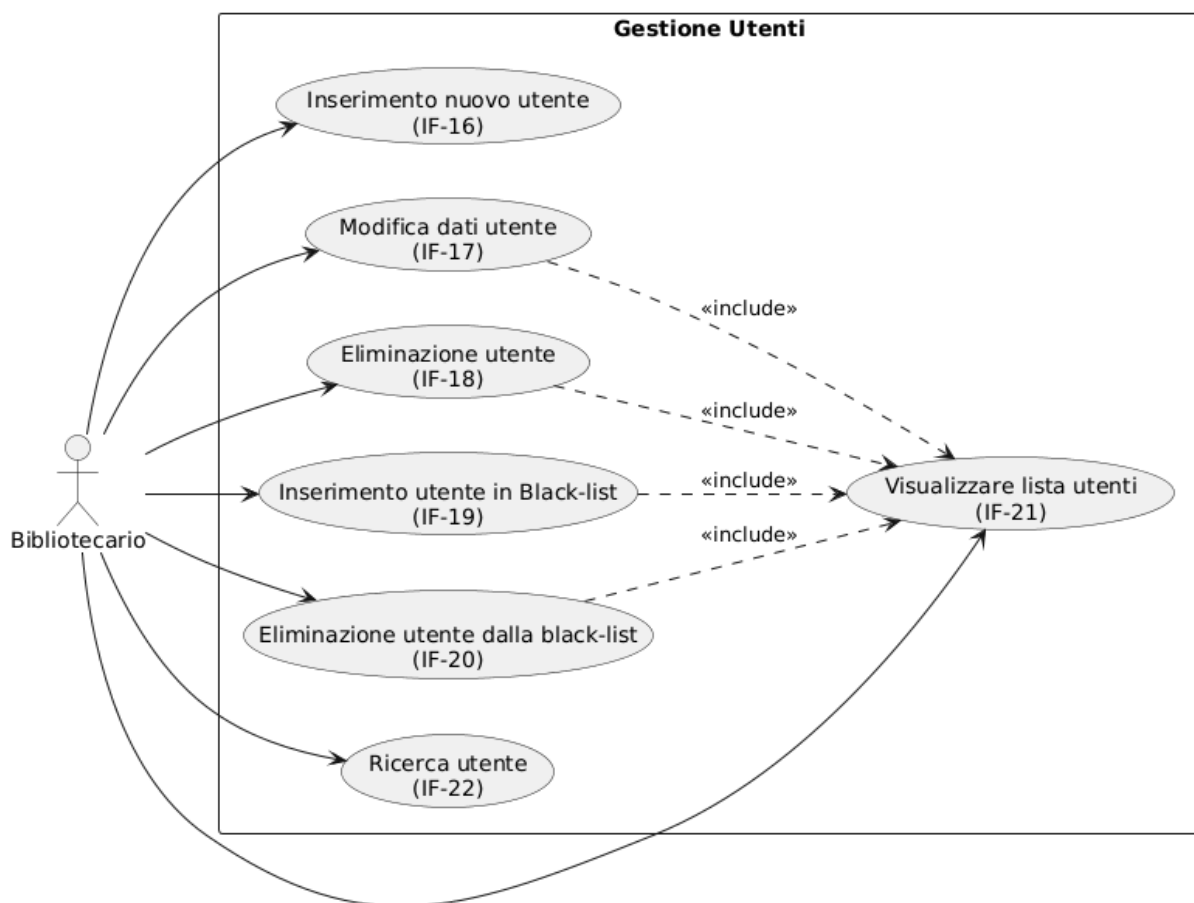 Gestione Utenti
Inserimento nuovo utente
(IF-16)
Modifica dati utente
(IF-17)
«include»
Eliminazione utente
(IF-18)
«include»
Inserimento utente in Black-list
(IF-19)
«include»
Visualizzare lista utenti
(IF-21)
Bibliotecario
«include»
Eliminazione utente dalla black-list
(IF-20)
Ricerca utente
(IF-22)